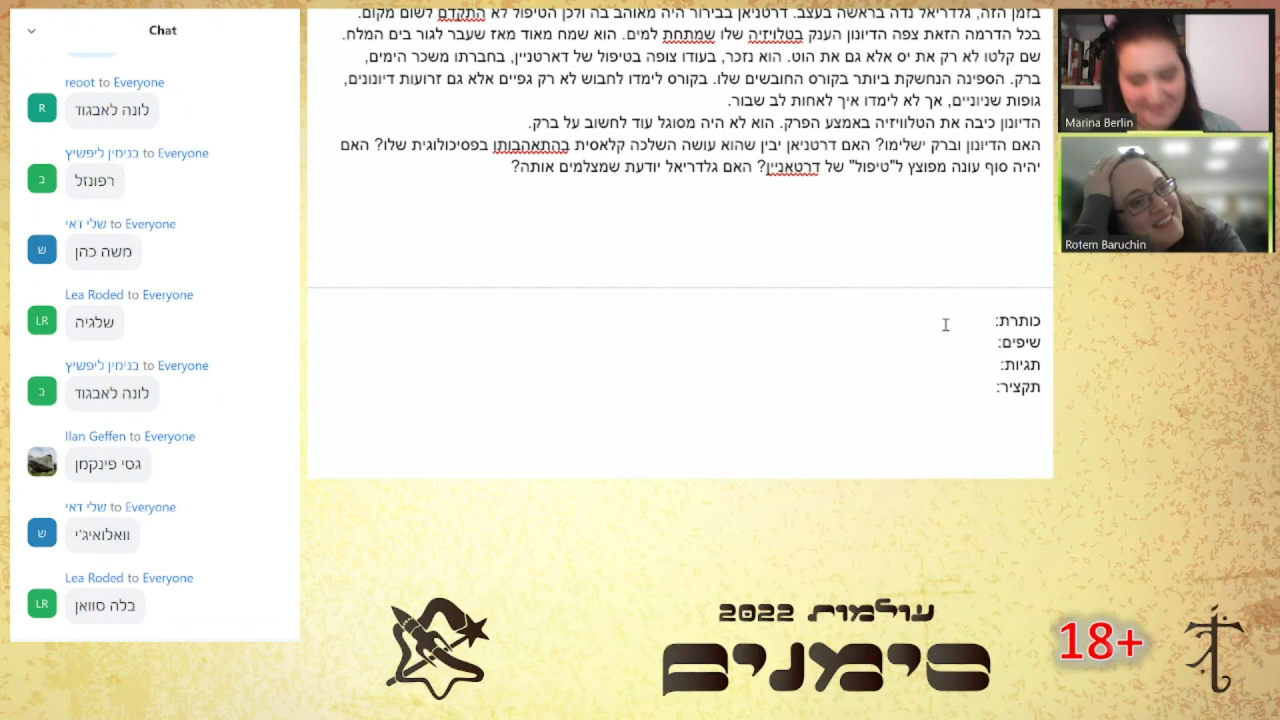 Chat
reoot to Everyone
R
לונה לאבגוד
בנימין ליפשיץ to Everyone
ב
רפונזל
שלי דאי to Everyone
ש
משה כהן
Lea Roded to Everyone
LR
שלגיה
בנימין ליפשיץ to Everyone
ב
לונה לאבגוד
Ilan Geffen to Everyone
גסי פינקמן
שלי דאי to Everyone
ש
וואלואיג'י
Lea Roded to Everyone
LR
בלה סוואן
בזמן הזה, גלדריאל נדה בראשה בעצב. דרטניאן בבירור היה מאוהב בה ולכן הטיפול לא התקדם לשום מקום.
בכל הדרמה הזאת צפה הדיונון הענק בטלויזיה שלו שמתחת למים. הוא שמח מאוד מאז שעבר לגור בים המלח.
שם קלטו לא רק את יס אלא גם את הוט. הוא נזכר, בעודו צופה בטיפול של דארטניין, בחברתו משכר הימים,
ברק. הספינה הנחשקת ביותר בקורס החובשים שלו. בקורס לימדו לחבוש לא רק גפיים אלא גם זרועות דיונונים,
גופות שניוניים, אך לא לימדו איך לאחות לב שבור.
הדיונון כיבה את הטלוויזיה באמצע הפרק. הוא לא היה מסוגל עוד לחשוב על ברק.
האם הדיונון וברק ישלימו? האם דרטניאן יבין שהוא עושה השלכה קלאסית בהתאהבותו בפסיכולוגית שלו? האם
יהיה סוף עונה מפוצץ ל"טיפול" של דרטאניין? האם גלדריאל יודעת שמצלמים אותה?
כותרת:
שיפים:
תגיות:
תקציר:
Marina Berlin
Rotem Baruchin
עולמות 2022
סימנים
18+